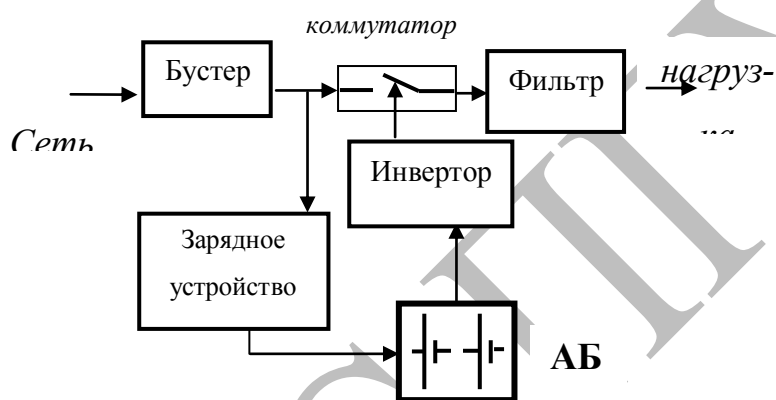 коммутатор
Бустер
Фильтр
нагруз-
Сеть
Инвертор
Зарядное
устройство
АБ